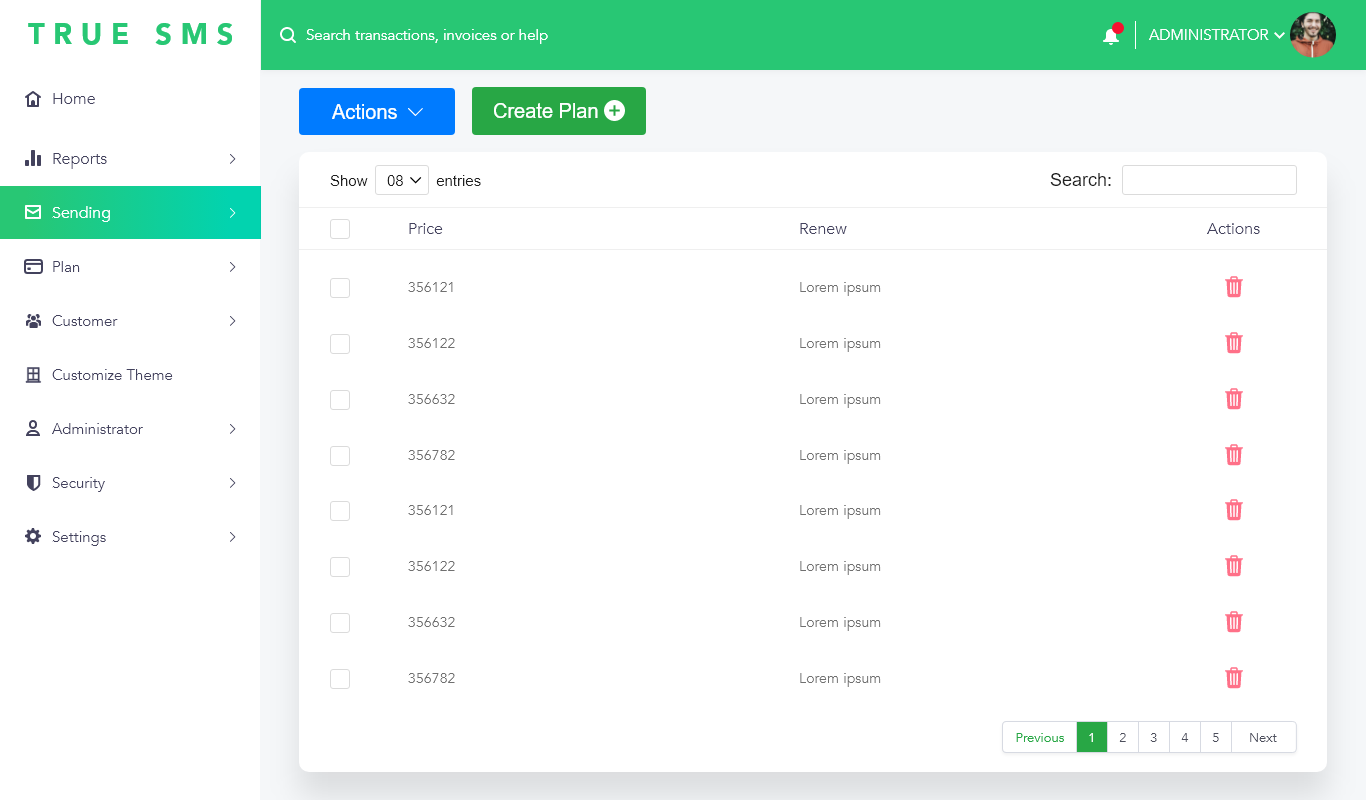 TRUE SMS
Search transactions, invoices or help
ADMINISTRATOR
Home
Reports
Sending
Plan
Customer
Customize Theme
Administrator
Security
Settings
Actions
Create Plan
Show 08 entries
Search:
Price Renew Actions
356121 Lorem ipsum
356122 Lorem ipsum
356632 Lorem ipsum
356782 Lorem ipsum
356121 Lorem ipsum
356122 Lorem ipsum
356632 Lorem ipsum
356782 Lorem ipsum
Previous 1 2 3 4 5 Next